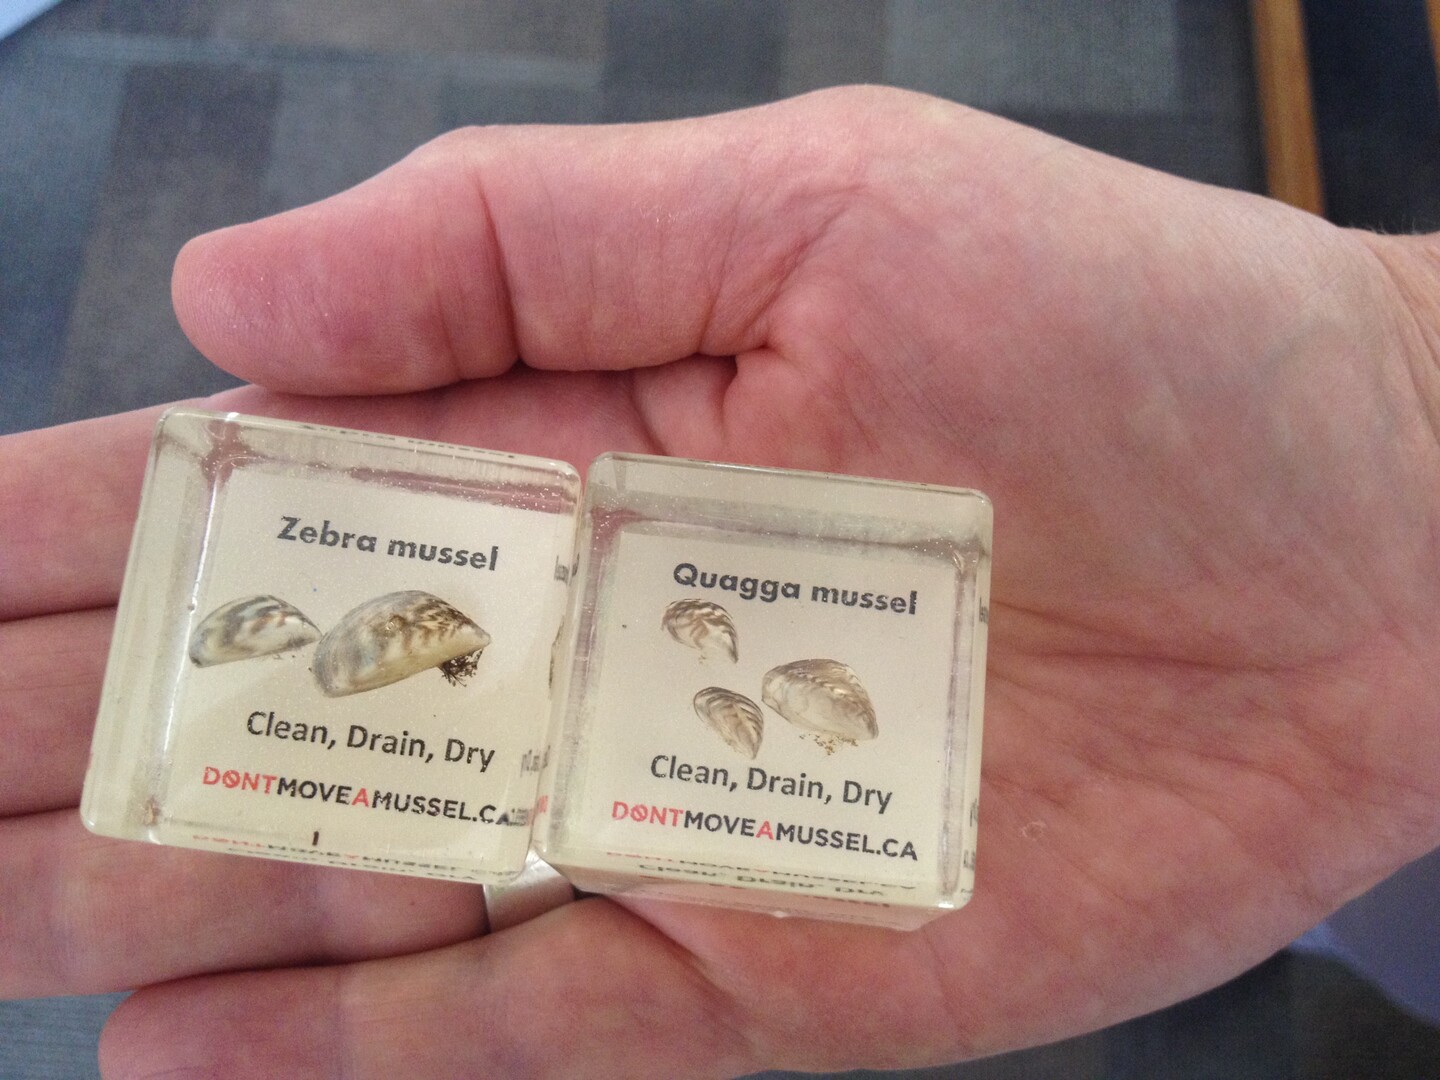 Zebra mussel
Clean, Drain, Dry
DONTMOVEAMUSSEL.CA
Quagga mussel
Clean, Drain, Dry
DONTMOVEAMUSSEL.CA